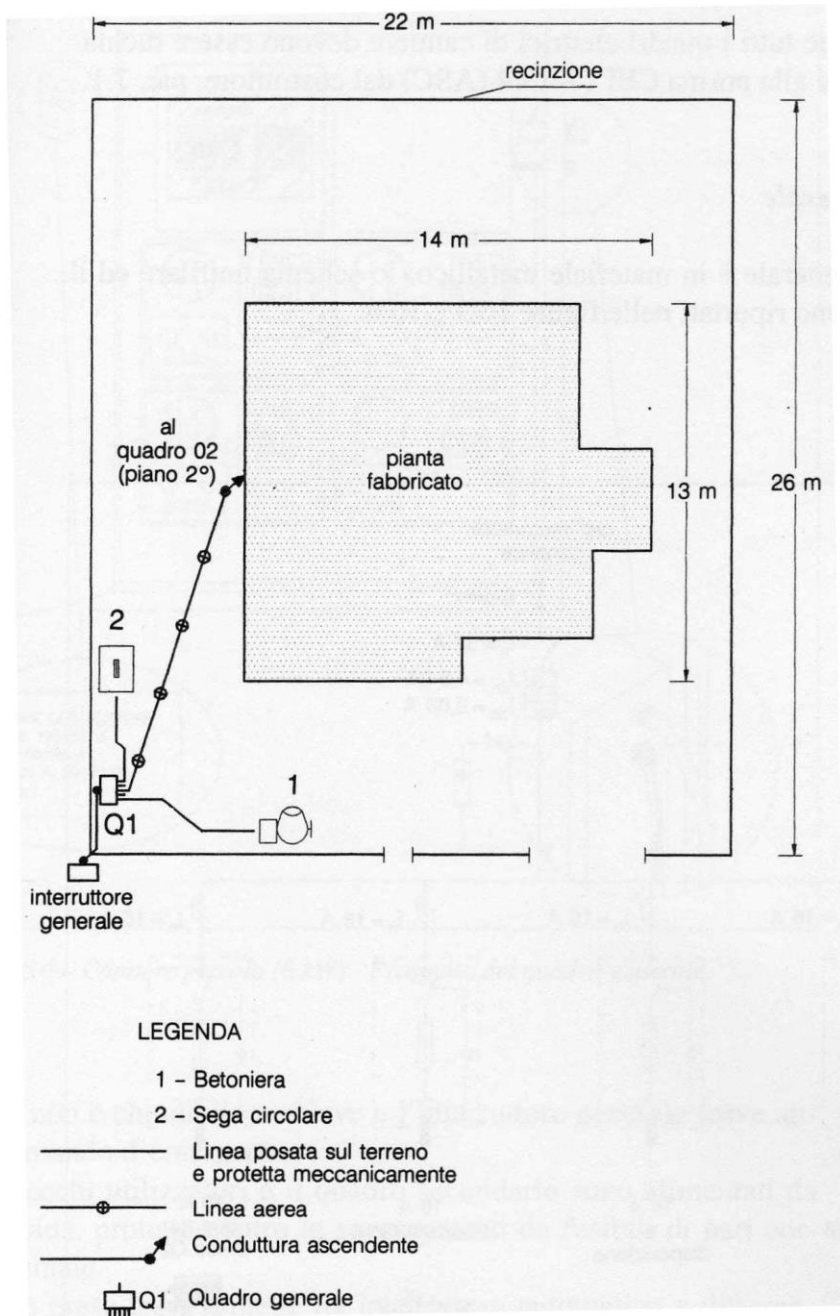 22 m
recinzione
14 m
al
quadro 02
(piano 2°)
pianta
fabbricato
13 m
26 m
2
1
Q1
interruttore
generale
LEGENDA
1 – Betoniera
2 – Sega circolare
Linea posata sul terreno
e protetta meccanicamente
Linea aerea
Conduttura ascendente
Q1 Quadro generale